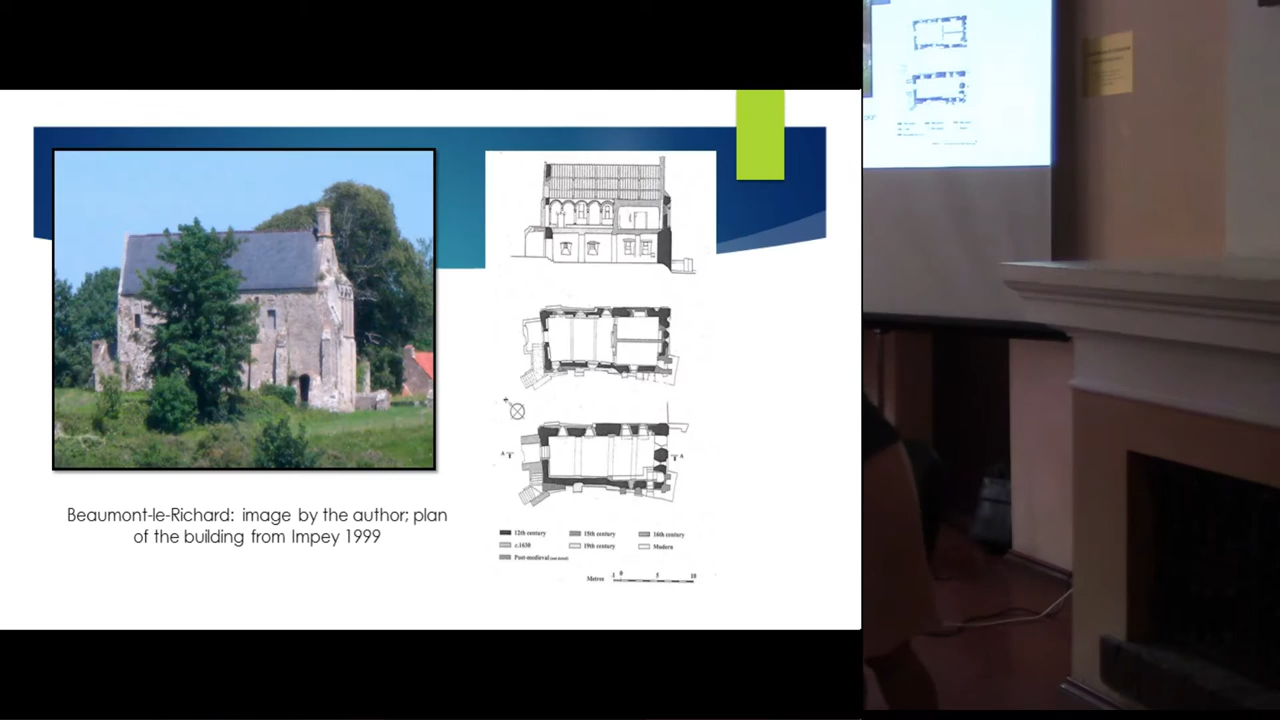 Beaumont-le-Richard: image by the author; plan
of the building from Impey 1999
A
A
12th century 15th century 16th century
c.1630 19th century Modern
Post-medieval
Metres 1 0 5 10